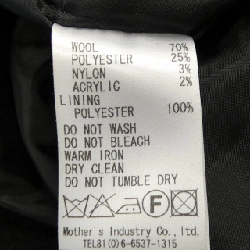 WOOL 70%
POLYESTER 25%
NYLON 3%
ACRYLIC 2%
LINING
POLYESTER 100%
DO NOT WASH
DO NOT BLEACH
WARM IRON
DRY CLEAN
DO NOT TUMBLE DRY
Mother's Industry Co., ltd.
TEL81(0)6-6537-1315